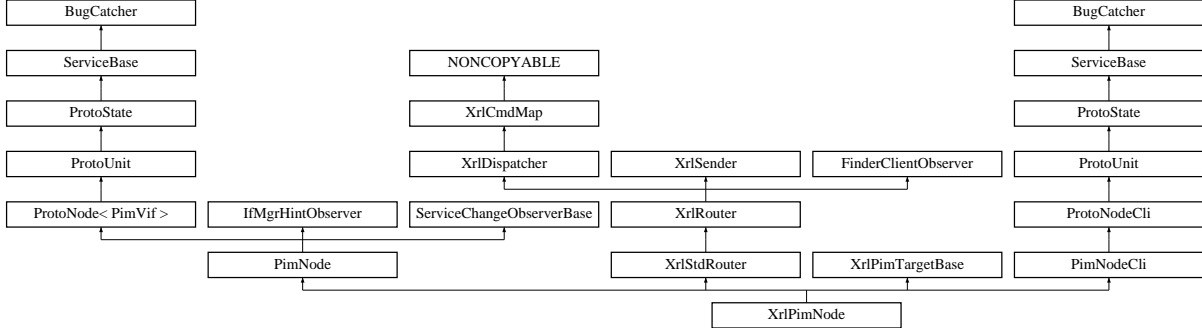 BugCatcher BugCatcher
ServiceBase NONCOPYABLE ServiceBase
ProtoState XrlCmdMap ProtoState
ProtoUnit XrlDispatcher XrlSender FinderClientObserver ProtoUnit
ProtoNode< PimVif > IfMgrHintObserver ServiceChangeObserverBase XrlRouter ProtoNodeCli
PimNode XrlStdRouter XrlPimTargetBase PimNodeCli
XrlPimNode